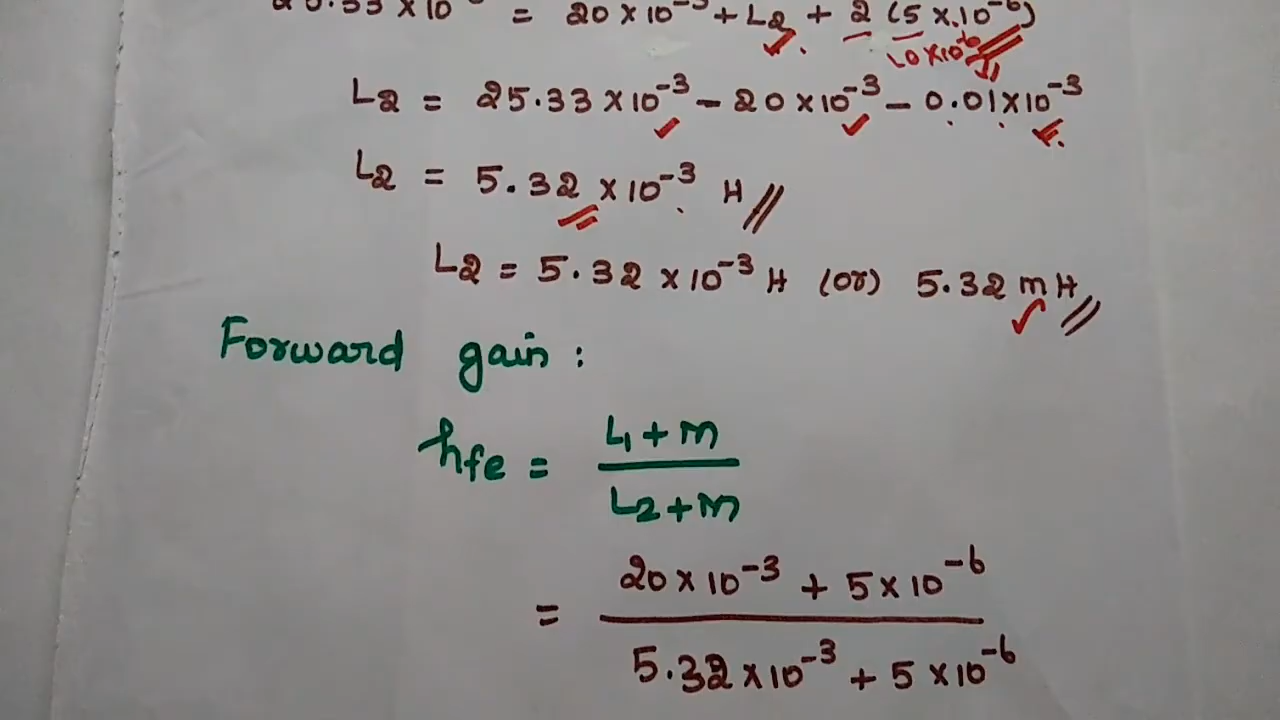 = 20 × 10⁻³ + L2 + 2 (5 × 10⁻⁶)
10×10⁻⁶
L2 = 25.33 × 10⁻³ – 20 × 10⁻³ – 0.01 × 10⁻³
L2 = 5.32 × 10⁻³ H
L2 = 5.32 × 10⁻³ H (or) 5.32 mH
Forward gain :
hfe = L1 + m / L2 + m
= 20 × 10⁻³ + 5 × 10⁻⁶ / 5.32 × 10⁻³ + 5 × 10⁻⁶